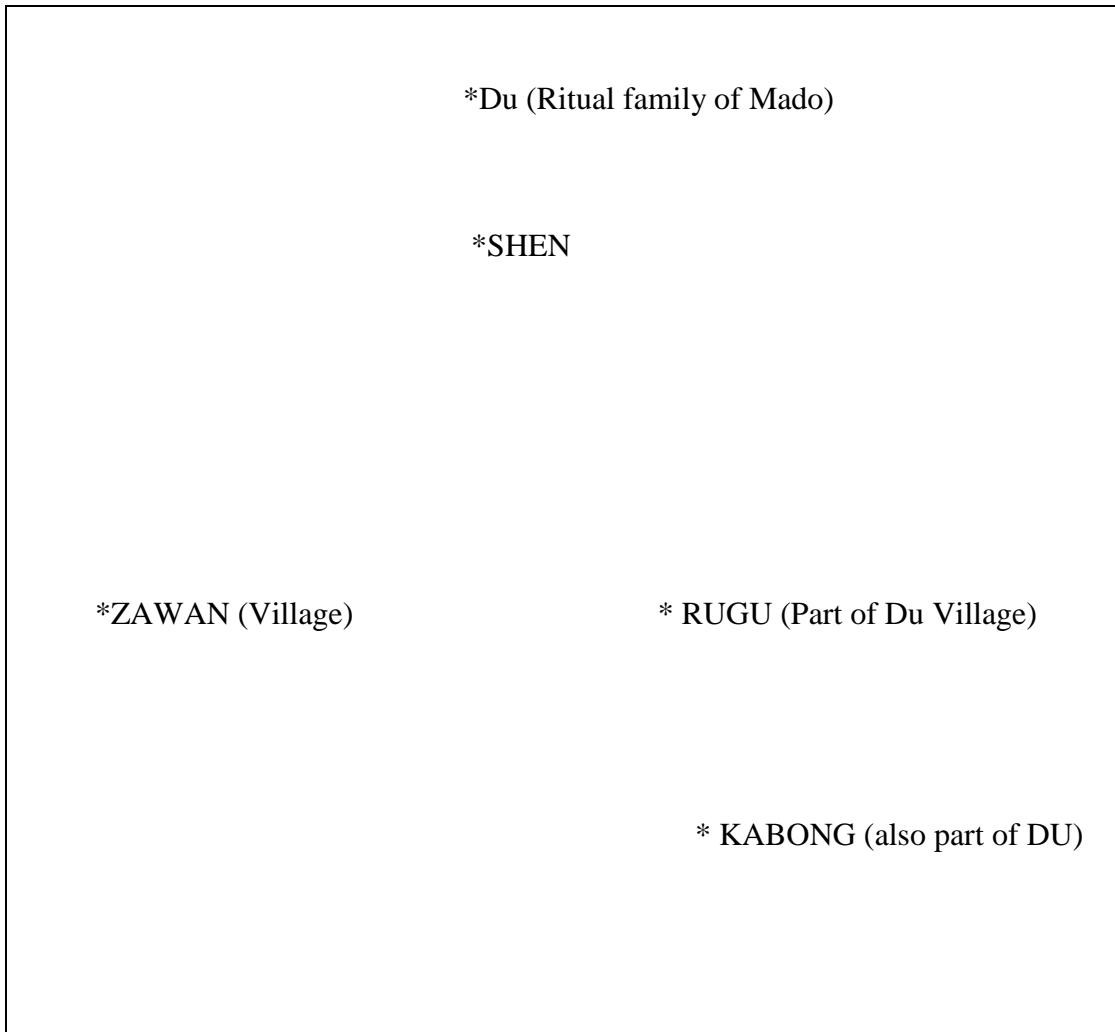 *Du (Ritual family of Mado)
*SHEN
*ZAWAN (Village) * RUGU (Part of Du Village)
* KABONG (also part of DU)